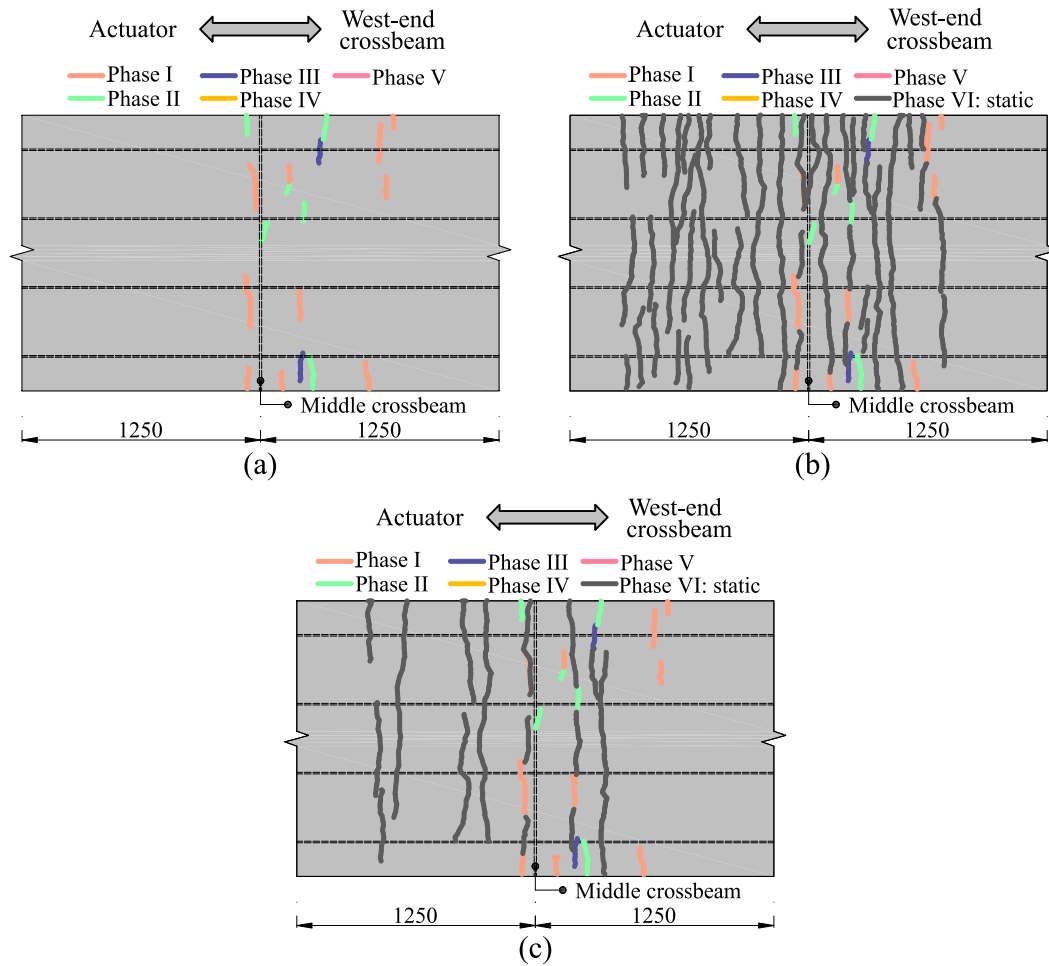 Actuator
West-end
crossbeam
Phase I
Phase III
Phase V
Phase II
Phase IV
Middle crossbeam
1250
1250
(a)
Actuator
West-end
crossbeam
Phase I
Phase III
Phase V
Phase II
Phase IV
Phase VI: static
Middle crossbeam
1250
1250
(b)
Actuator
West-end
crossbeam
Phase I
Phase III
Phase V
Phase II
Phase IV
Phase VI: static
Middle crossbeam
1250
1250
(c)